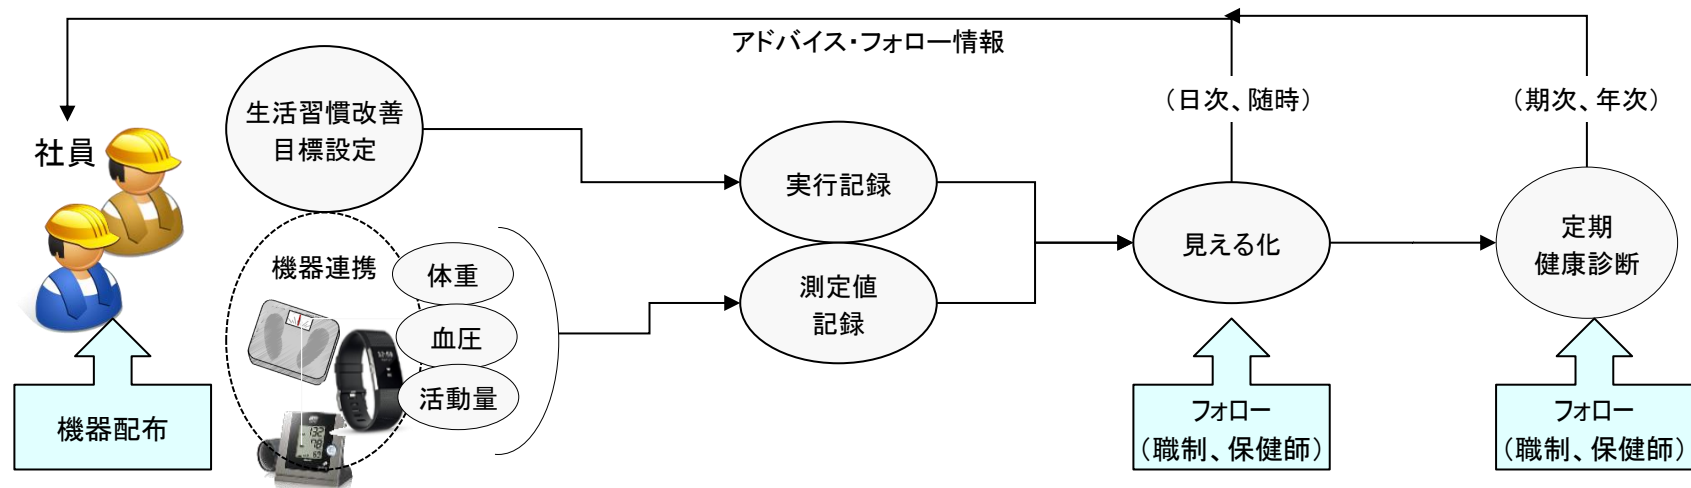 アドバイス・フォロー情報
（日次、随時）
（期次、年次）
社員
生活習慣改善
目標設定
実行記録
見える化
定期
健康診断
機器連携
体重
血圧
活動量
測定値
記録
機器配布
フォロー
（職制、保健師）
フォロー
（職制、保健師）
132
78